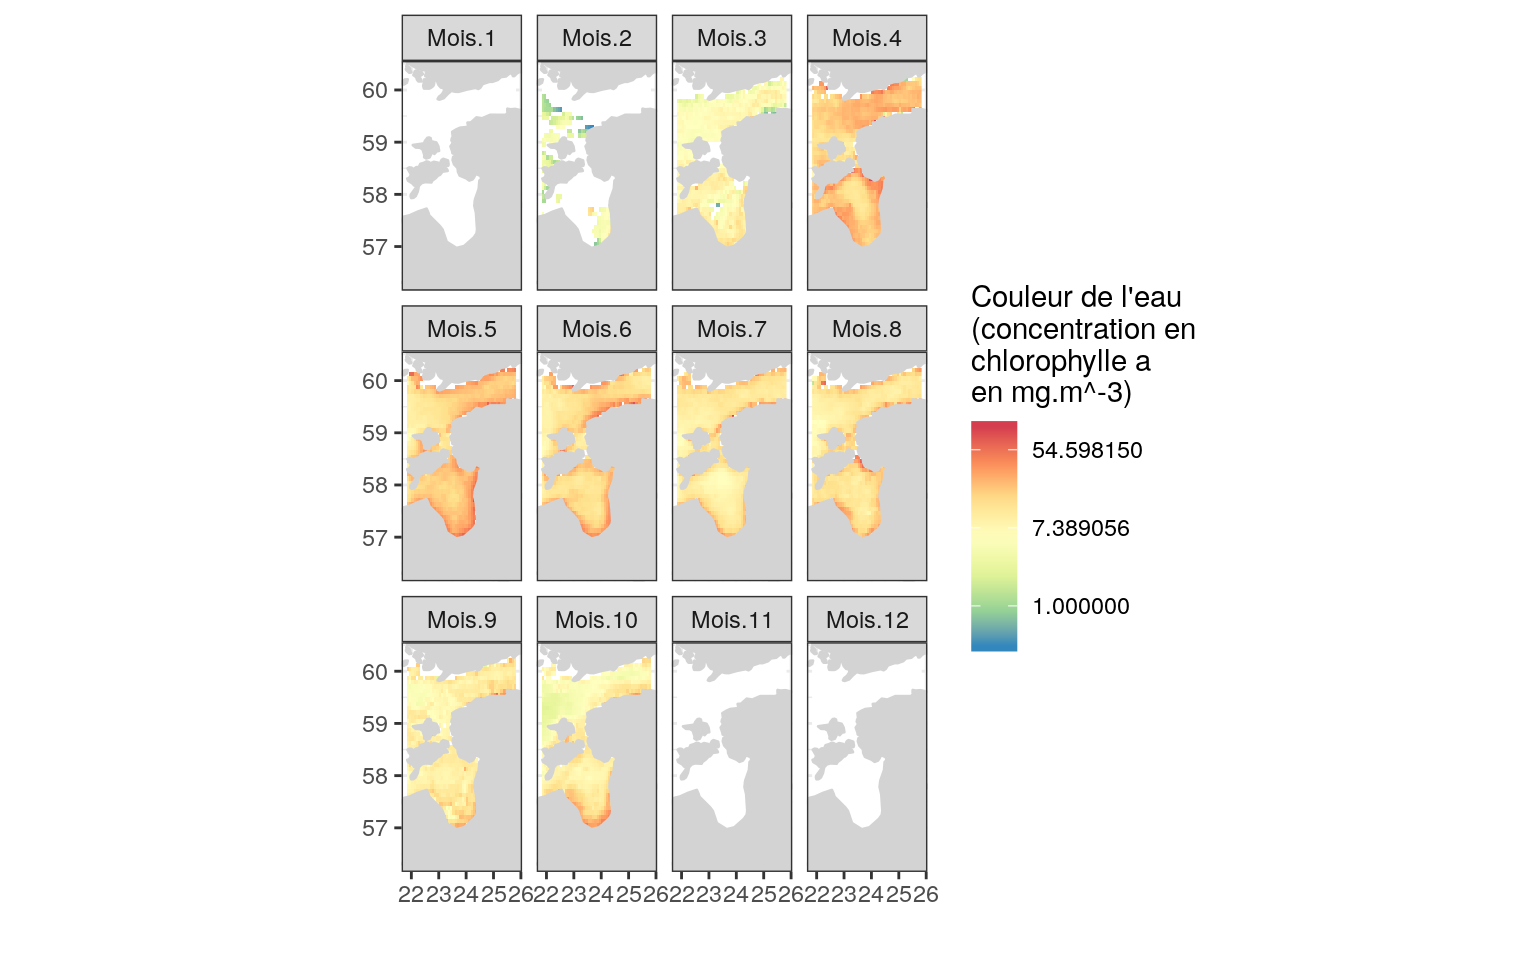 Mois.1 Mois.2 Mois.3 Mois.4
60
59
58
57
Mois.5 Mois.6 Mois.7 Mois.8
60
59
58
57
Mois.9 Mois.10 Mois.11 Mois.12
60
59
58
57
22 23 24 25 26 22 23 24 25 26 22 23 24 25 26 22 23 24 25 26
Couleur de l'eau
(concentration en
chlorophylle a
en mg.m^-3)
54.598150
7.389056
1.000000